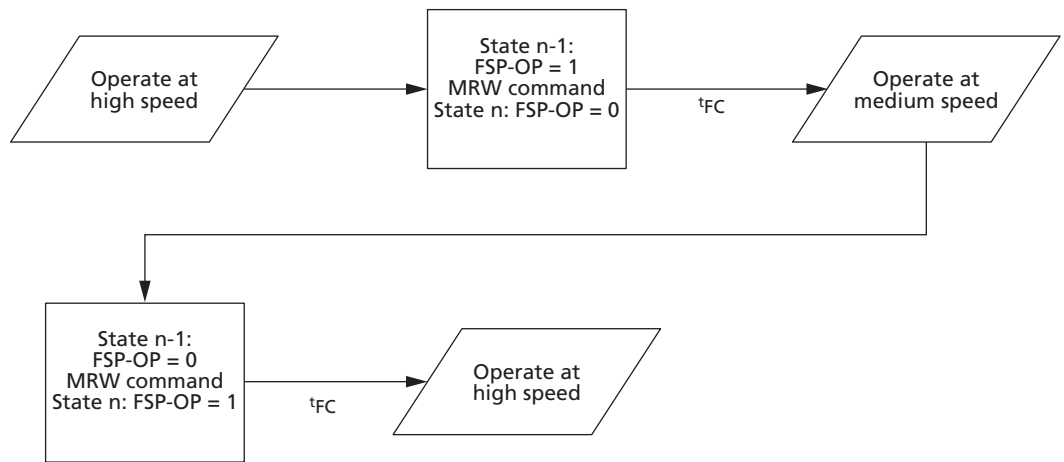 Operate at
high speed
State n-1:
FSP-OP = 1
MRW command
State n: FSP-OP = 0
tFC
Operate at
medium speed
State n-1:
FSP-OP = 0
MRW command
State n: FSP-OP = 1
tFC
Operate at
high speed